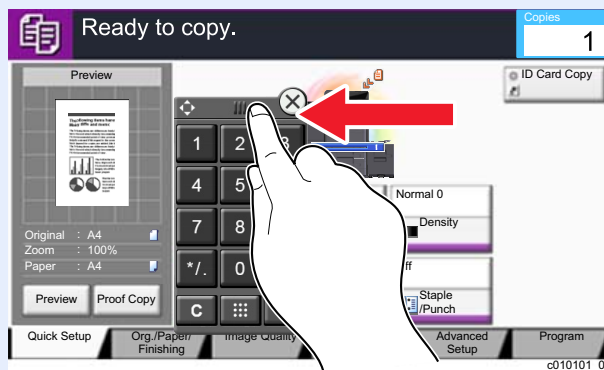 Ready to copy.
Copies
1
Preview
ID Card Copy
1
2
3
4
5
7
8
*/.
0
C
Original : A4
Zoom : 100%
Paper : A4
Preview
Proof Copy
Normal 0
Density
ff
Staple
/Punch
Quick Setup
Org./Paper/
Finishing
Image Quality
Advanced
Setup
Program
c010101_0